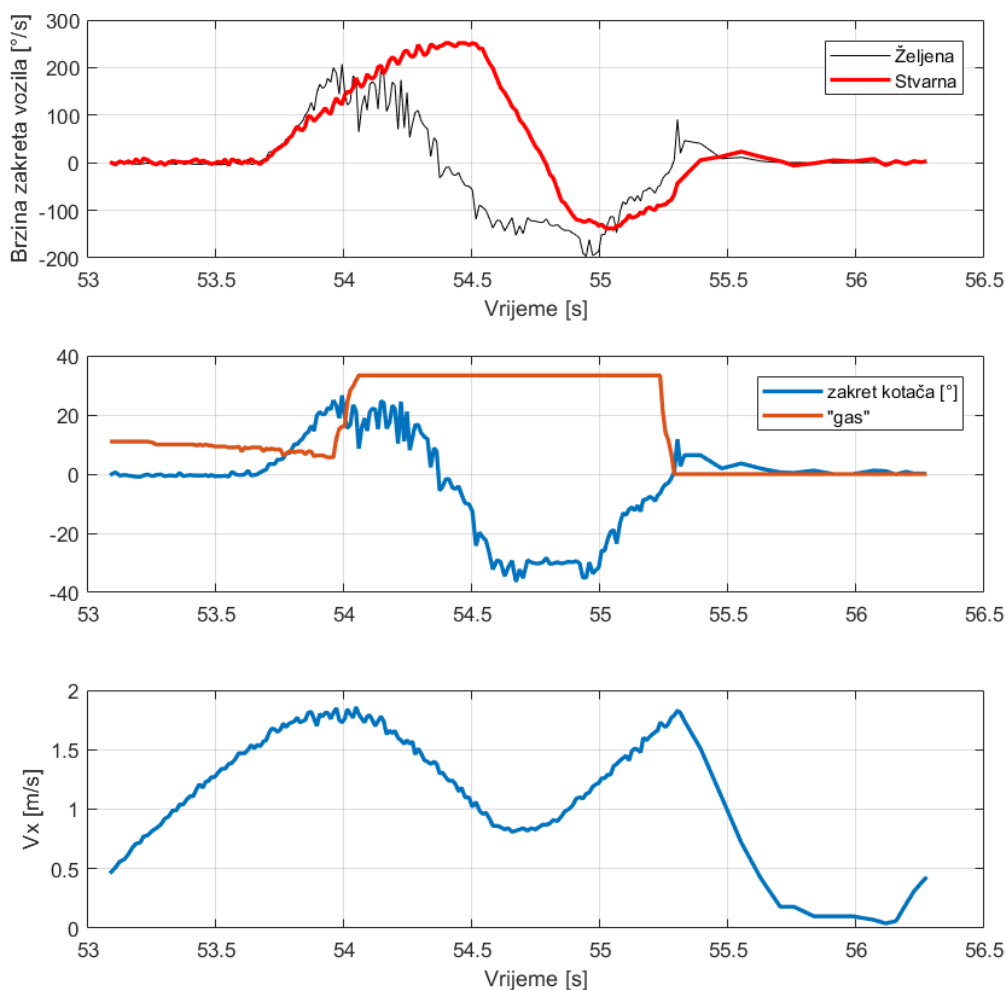 Brzina zakreta vozila [°/s]
300
200
100
0
-100
-200
Željena
Stvarna
53 53.5 54 54.5 55 55.5 56 56.5
Vrijeme [s]
40
20
0
-20
-40
zakret kotača [°]
"gas"
53 53.5 54 54.5 55 55.5 56 56.5
Vx [m/s]
2
1.5
1
0.5
0
53 53.5 54 54.5 55 55.5 56 56.5
Vrijeme [s]